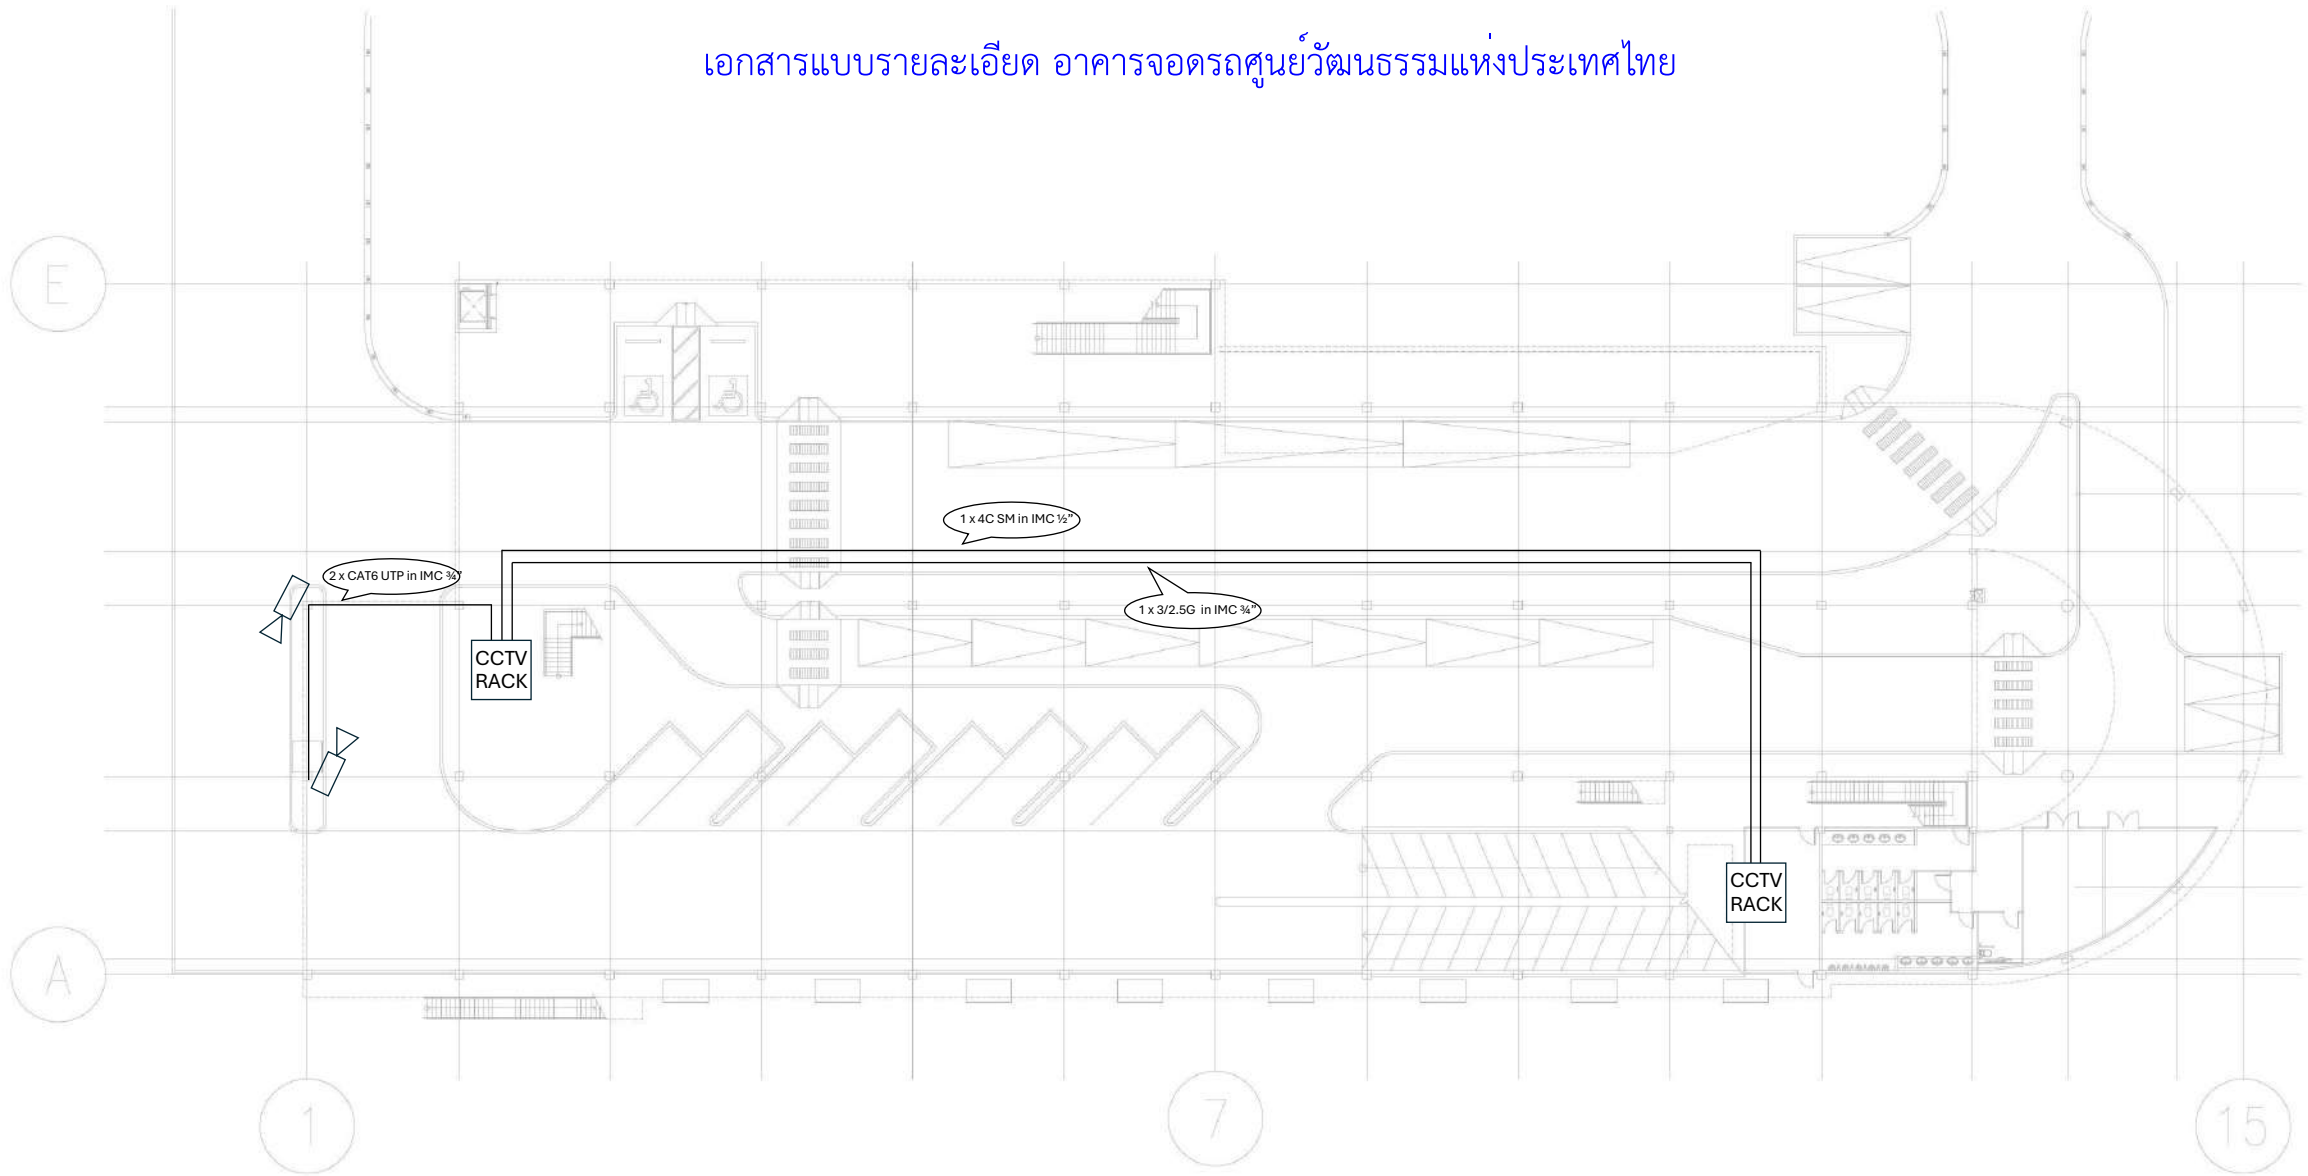 เอกสารแบบรายละเอียด อาคารจอดรถศูนย์วัฒนธรรมแห่งประเทศไทย
E
1 x 4C SM in IMC ½”
2 x CAT6 UTP in IMC ¾”
1 x 3/2.5G in IMC ¾”
CCTV
RACK
CCTV
RACK
A
1
7
15